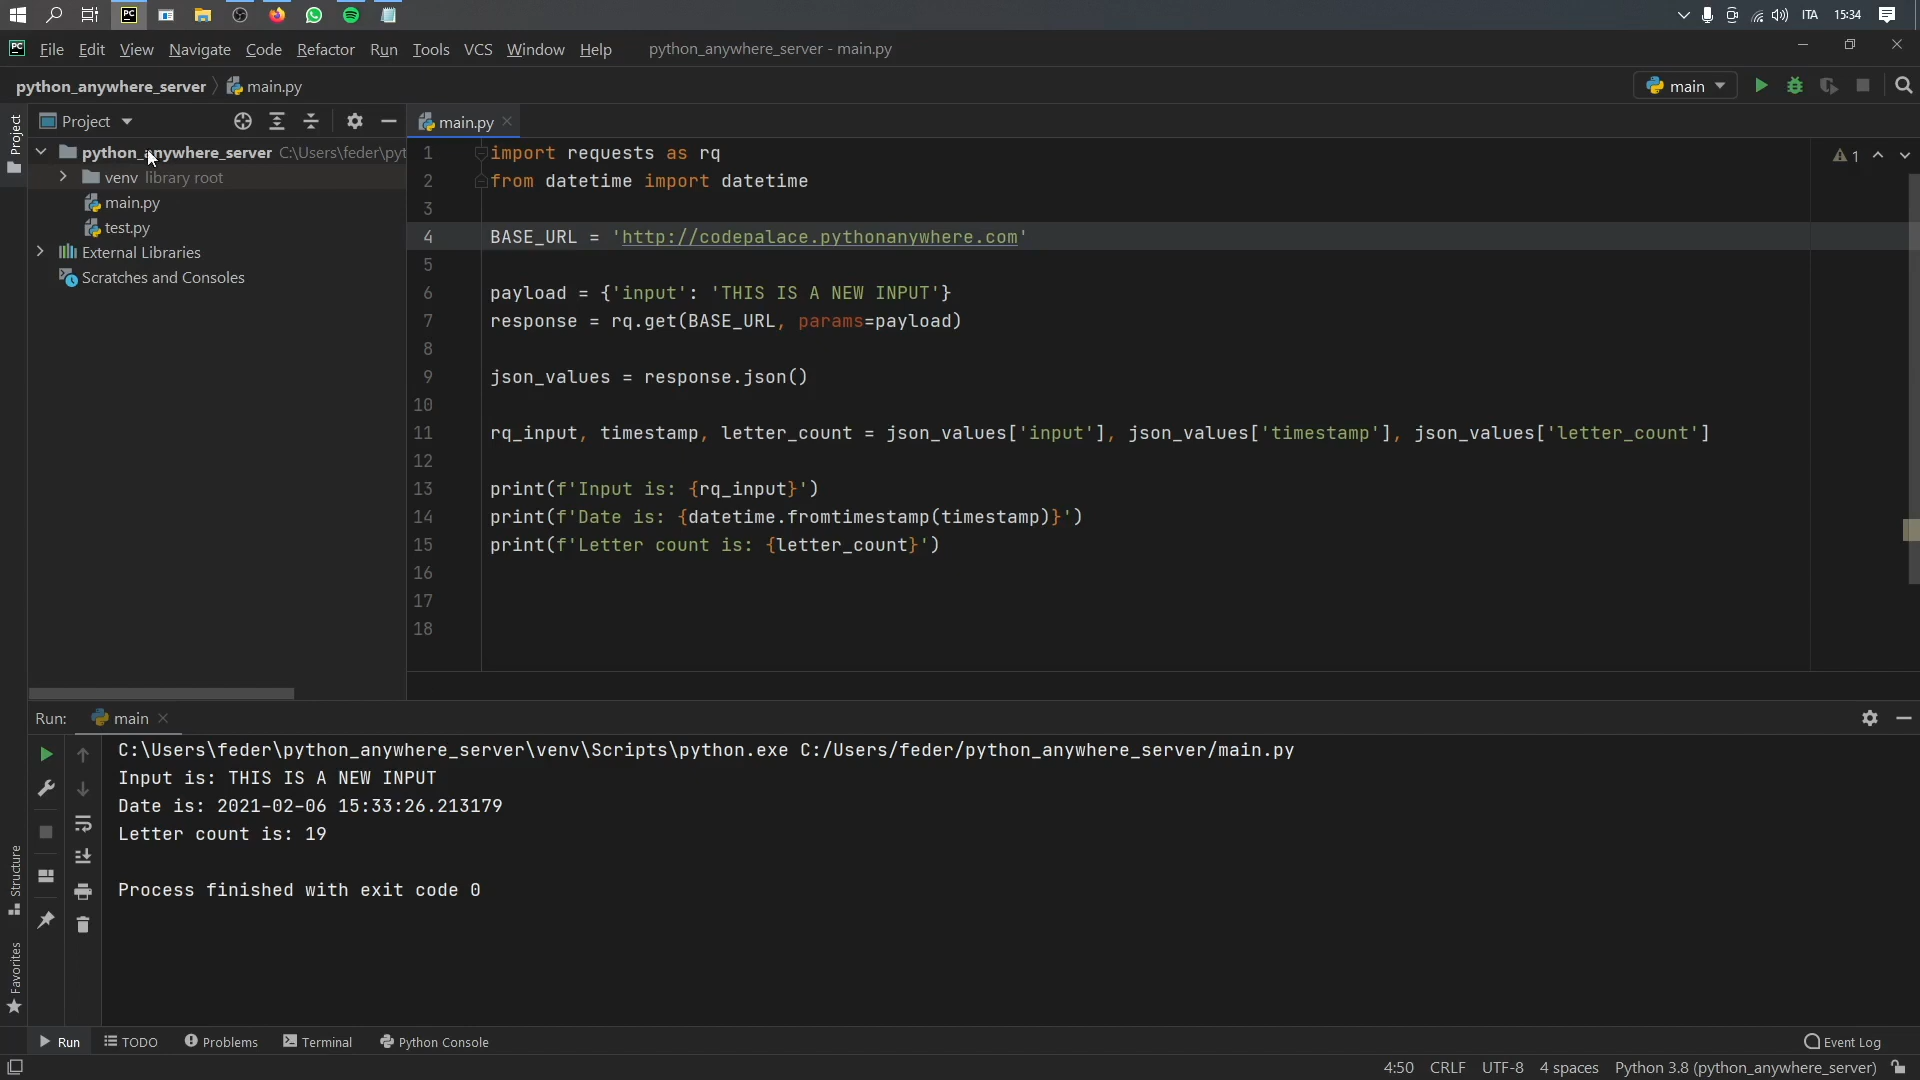 ITA 15:34
PC File Edit View Navigate Code Refactor Run Tools VCS Window Help python_anywhere_server - main.py
python_anywhere_server main.py main
Project Project main.py
python_anywhere_server C:\Users\feder\pyt
venv library root
main.py
test.py
External Libraries
Scratches and Consoles
1 import requests as rq
2 from datetime import datetime
3
4 BASE_URL = 'http://codepalace.pythonanywhere.com'
5
6 payload = {'input': 'THIS IS A NEW INPUT'}
7 response = rq.get(BASE_URL, params=payload)
8
9 json_values = response.json()
10
11 rq_input, timestamp, letter_count = json_values['input'], json_values['timestamp'], json_values['letter_count']
12
13 print(f'Input is: {rq_input}')
14 print(f'Date is: {datetime.fromtimestamp(timestamp)}')
15 print(f'Letter count is: {letter_count}')
16
17
18
1
Run: main
C:\Users\feder\python_anywhere_server\venv\Scripts\python.exe C:/Users/feder/python_anywhere_server/main.py
Input is: THIS IS A NEW INPUT
Date is: 2021-02-06 15:33:26.213179
Letter count is: 19
Process finished with exit code 0
Structure
Favorites
Run TODO Problems Terminal Python Console Event Log
4:50 CRLF UTF-8 4 spaces Python 3.8 (python_anywhere_server)